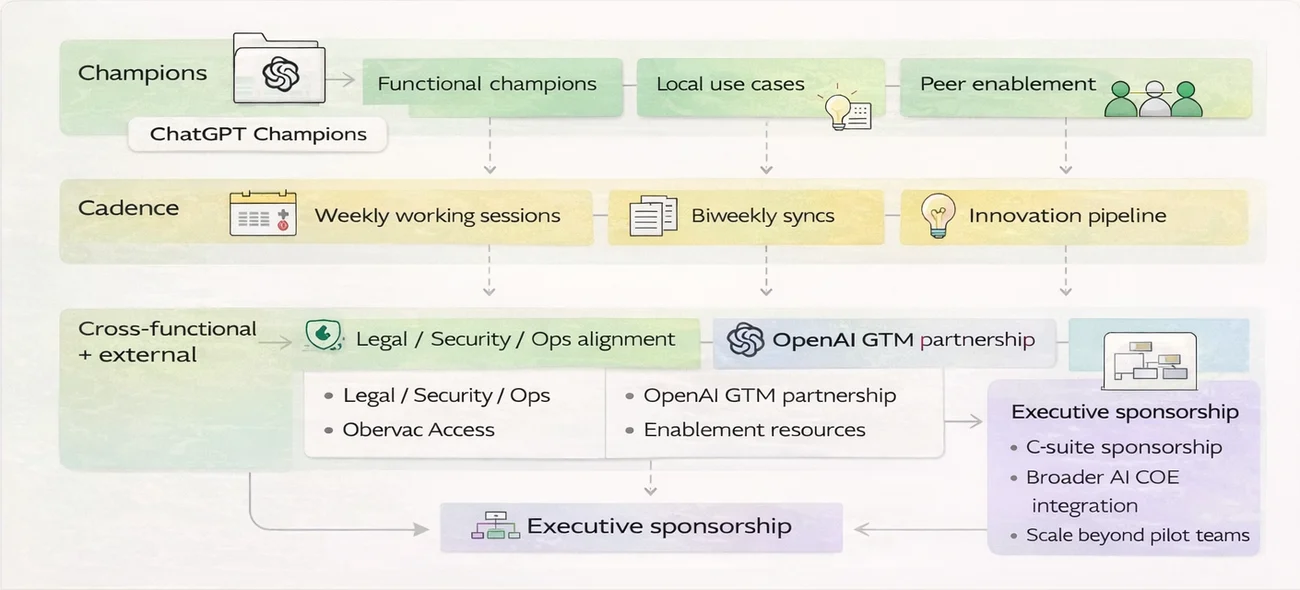 Champions
Functional champions
Local use cases
Peer enablement
ChatGPT Champions
Cadence
Weekly working sessions
Biweekly syncs
Innovation pipeline
Cross-functional
+ external
Legal / Security / Ops alignment
OpenAI GTM partnership
• Legal / Security / Ops
• Obervac Access
• OpenAI GTM partnership
• Enablement resources
Executive sponsorship
• C-suite sponsorship
• Broader AI COE
integration
• Scale beyond pilot teams
Executive sponsorship